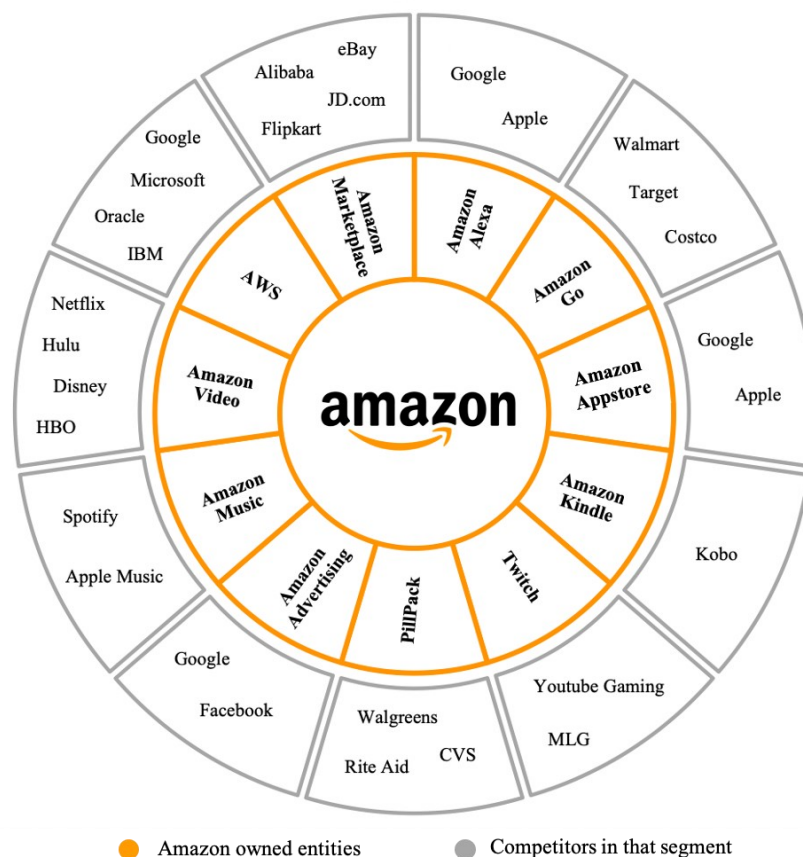 eBay
Alibaba
JD.com
Flipkart
Google
Apple
Walmart
Target
Costco
Google
Apple
Kobo
Youtube Gaming
MLG
Walgreens
CVS
Rite Aid
Google
Facebook
Spotify
Apple Music
Netflix
Hulu
Disney
HBO
Google
Microsoft
Oracle
IBM
Amazon
Marketplace
Amazon
Alexa
Amazon
Go
Amazon
Appstore
Amazon
Kindle
Twitch
PillPack
Amazon
Advertising
Amazon
Music
Amazon
Video
AWS
amazon
Amazon owned entities
Competitors in that segment